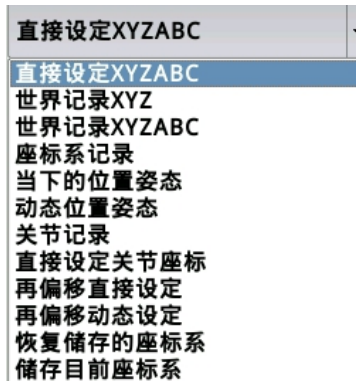 直接设定XYZABC
直接设定XYZABC
世界记录XYZ
世界记录XYZABC
座标系记录
当下的位置姿态
动态位置姿态
关节记录
直接设定关节座标
再偏移直接设定
再偏移动态设定
恢复储存的座标系
储存目前座标系